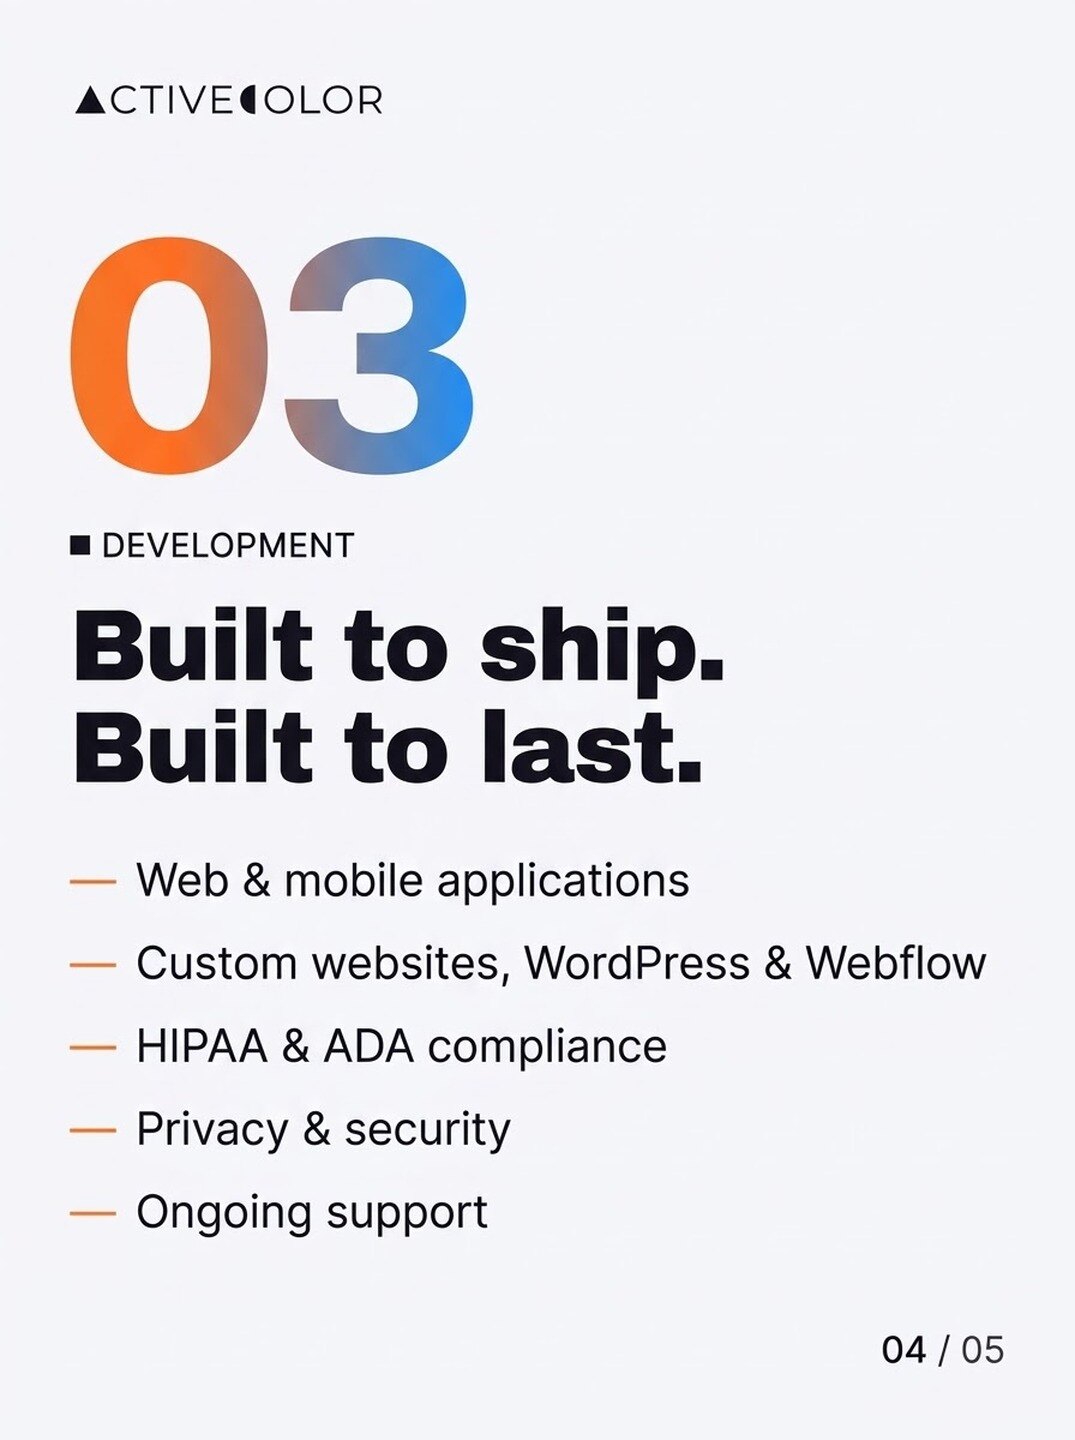 ACTIVECOLOR
03
DEVELOPMENT
Built to ship.
Built to last.
— Web & mobile applications
— Custom websites, WordPress & Webflow
— HIPAA & ADA compliance
— Privacy & security
— Ongoing support
04 / 05